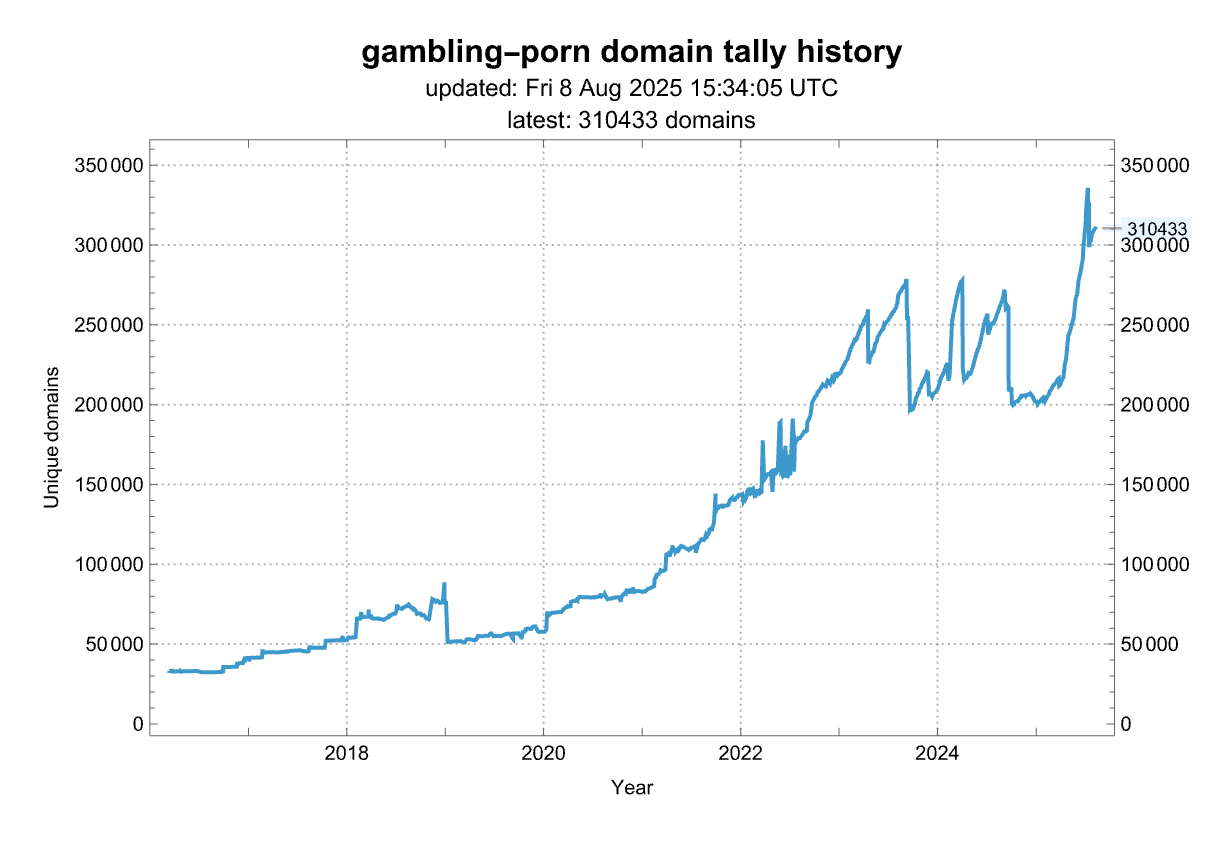 gambling–porn domain tally history
updated: Fri 8 Aug 2025 15:34:05 UTC
latest: 310433 domains
350 000 350 000
310433
300 000 300 000
250 000 250 000
200 000 200 000
Unique domains
150 000 150 000
100 000 100 000
50 000 50 000
0 0
2018 2020 2022 2024
Year